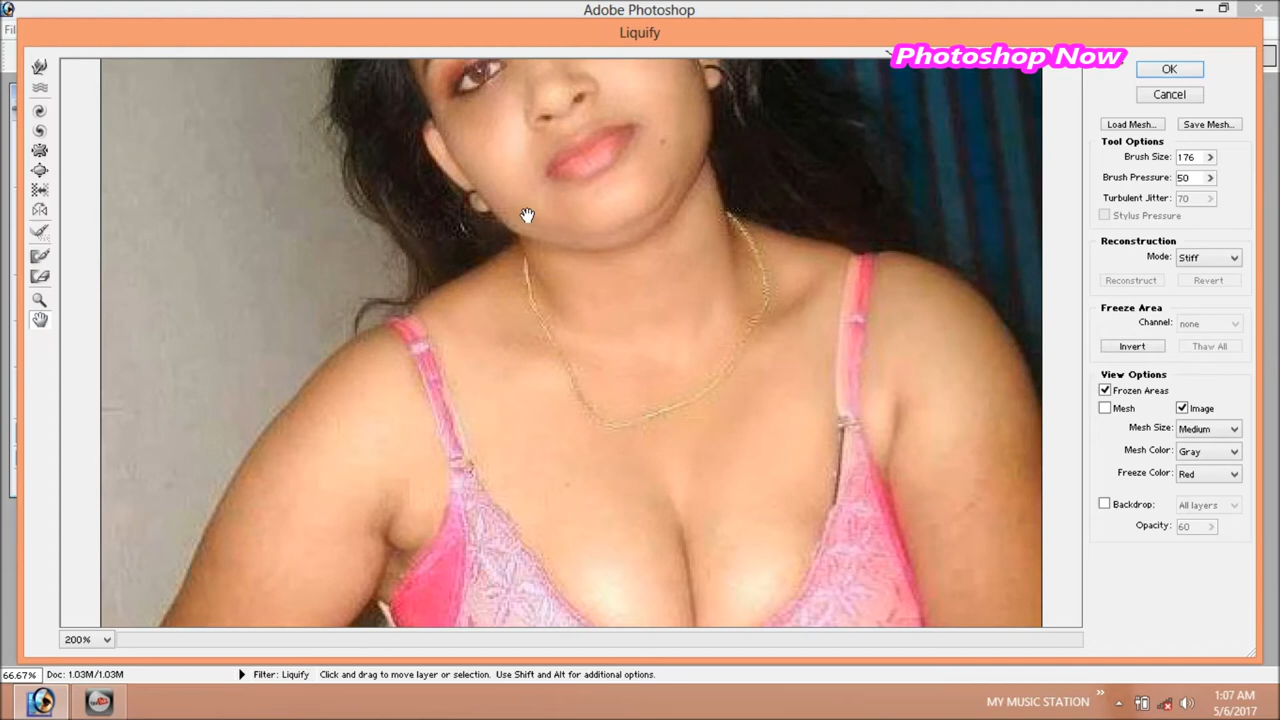 Adobe Photoshop
Fil
Liquify
Photoshop Now
OK
Cancel
Load Mesh... Save Mesh...
Tool Options
Brush Size: 176
Brush Pressure: 50
Turbulent Jitter: 70
Stylus Pressure
Reconstruction
Mode: Stiff
Reconstruct Revert
Freeze Area
Channel: none
Invert Thaw All
View Options
Frozen Areas
Mesh Image
Mesh Size: Medium
Mesh Color: Gray
Freeze Color: Red
Backdrop: All layers
Opacity: 60
200%
66.67% Doc: 1.03M/1.03M Filter: Liquify Click and drag to move layer or selection. Use Shift and Alt for additional options.
MY MUSIC STATION » 1:07 AM
5/6/2017